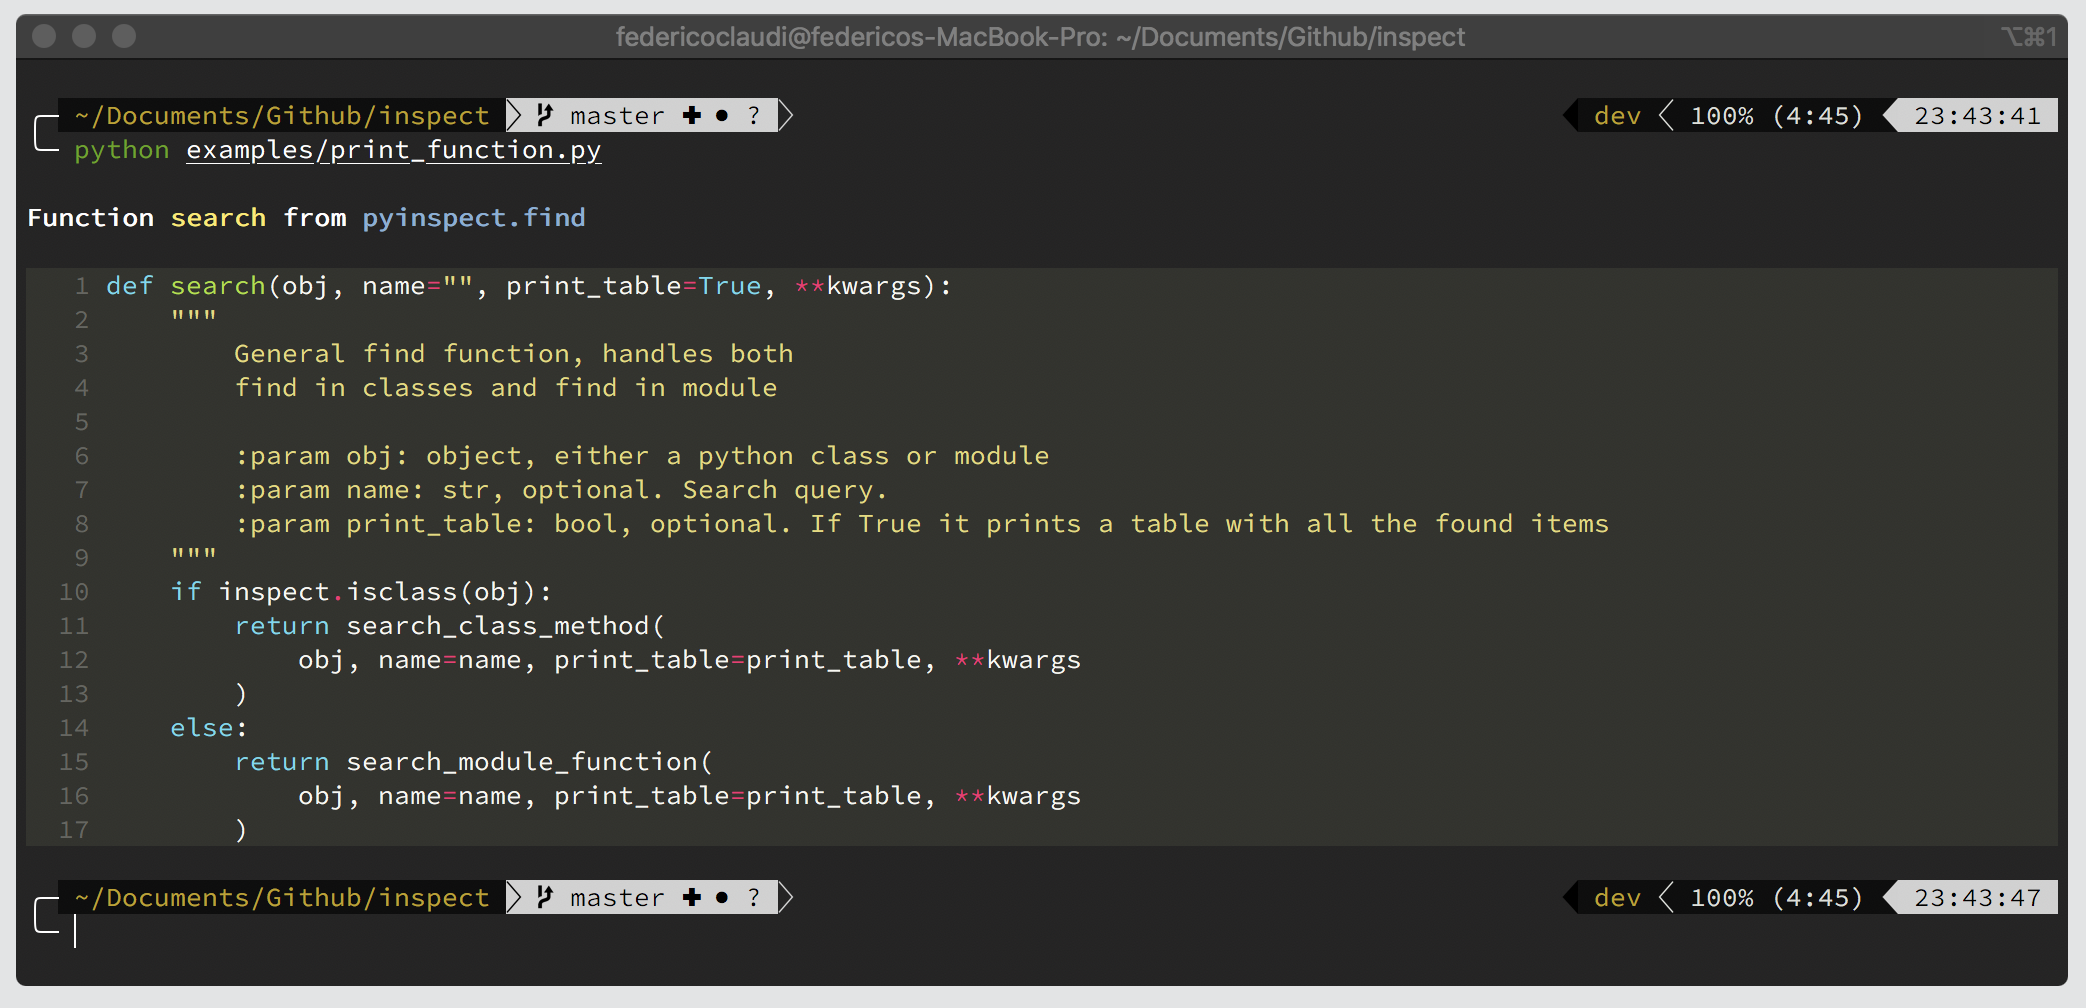 federicoclaudi@federicos-MacBook-Pro: ~/Documents/Github/inspect ⌥⌘1
~/Documents/Github/inspect master ✚ ● ? dev 100% (4:45) 23:43:41
python examples/print_function.py
Function search from pyinspect.find
1 def search(obj, name="", print_table=True, **kwargs):
2     """
3         General find function, handles both
4         find in classes and find in module
5
6         :param obj: object, either a python class or module
7         :param name: str, optional. Search query.
8         :param print_table: bool, optional. If True it prints a table with all the found items
9     """
10     if inspect.isclass(obj):
11         return search_class_method(
12             obj, name=name, print_table=print_table, **kwargs
13         )
14     else:
15         return search_module_function(
16             obj, name=name, print_table=print_table, **kwargs
17         )
~/Documents/Github/inspect master ✚ ● ? dev 100% (4:45) 23:43:47